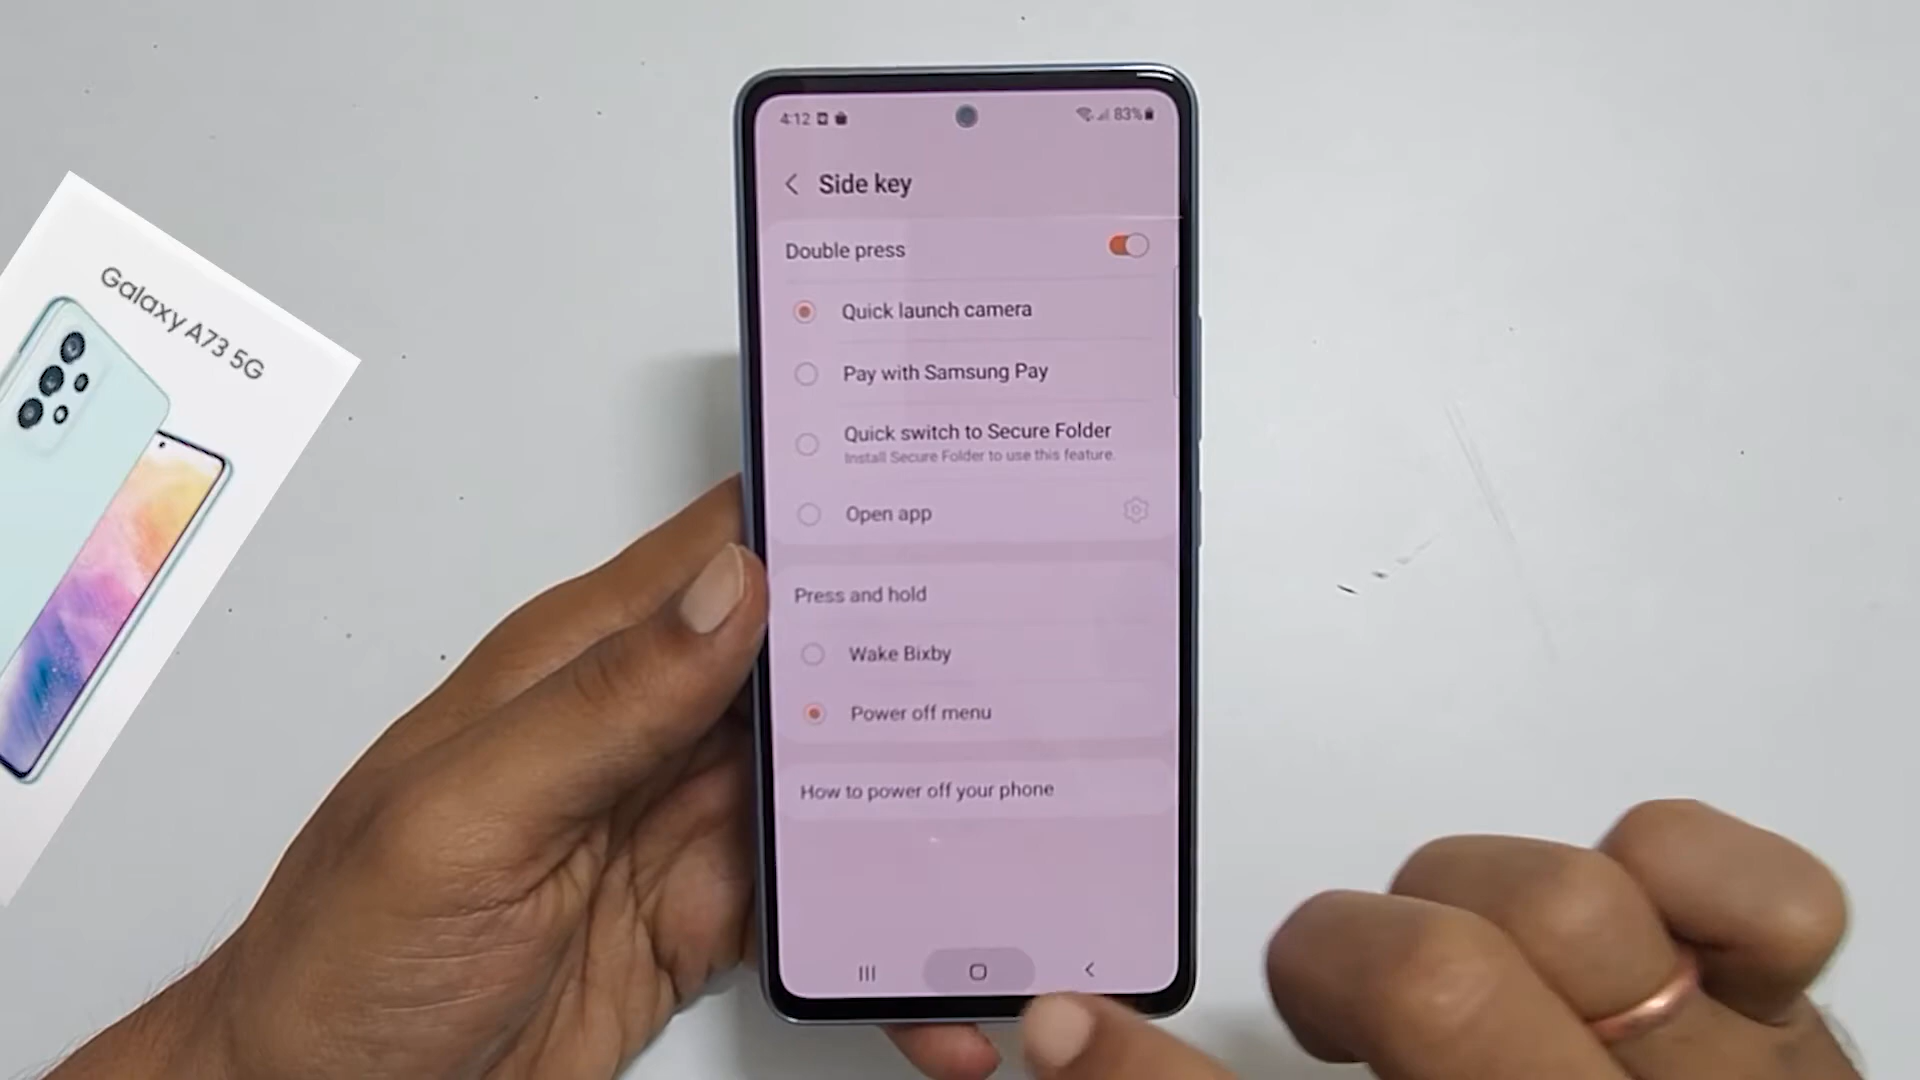 Galaxy A73 5G
4:12
83%
Side key
Double press
Quick launch camera
Pay with Samsung Pay
Quick switch to Secure Folder
Install Secure Folder to use this feature.
Open app
Press and hold
Wake Bixby
Power off menu
How to power off your phone